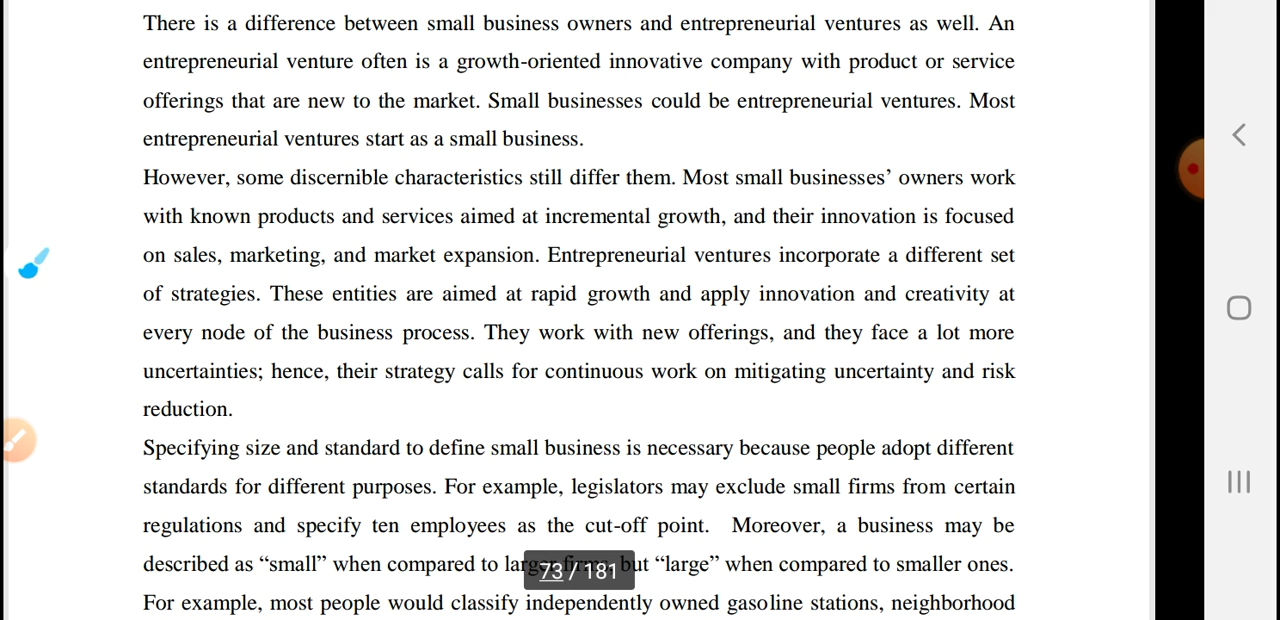 There is a difference between small business owners and entrepreneurial ventures as well. An
entrepreneurial venture often is a growth-oriented innovative company with product or service
offerings that are new to the market. Small businesses could be entrepreneurial ventures. Most
entrepreneurial ventures start as a small business.
However, some discernible characteristics still differ them. Most small businesses’ owners work
with known products and services aimed at incremental growth, and their innovation is focused
on sales, marketing, and market expansion. Entrepreneurial ventures incorporate a different set
of strategies. These entities are aimed at rapid growth and apply innovation and creativity at
every node of the business process. They work with new offerings, and they face a lot more
uncertainties; hence, their strategy calls for continuous work on mitigating uncertainty and risk
reduction.
Specifying size and standard to define small business is necessary because people adopt different
standards for different purposes. For example, legislators may exclude small firms from certain
regulations and specify ten employees as the cut-off point. Moreover, a business may be
described as “small” when compared to larger firms, but “large” when compared to smaller ones.
73 / 181
For example, most people would classify independently owned gasoline stations, neighborhood